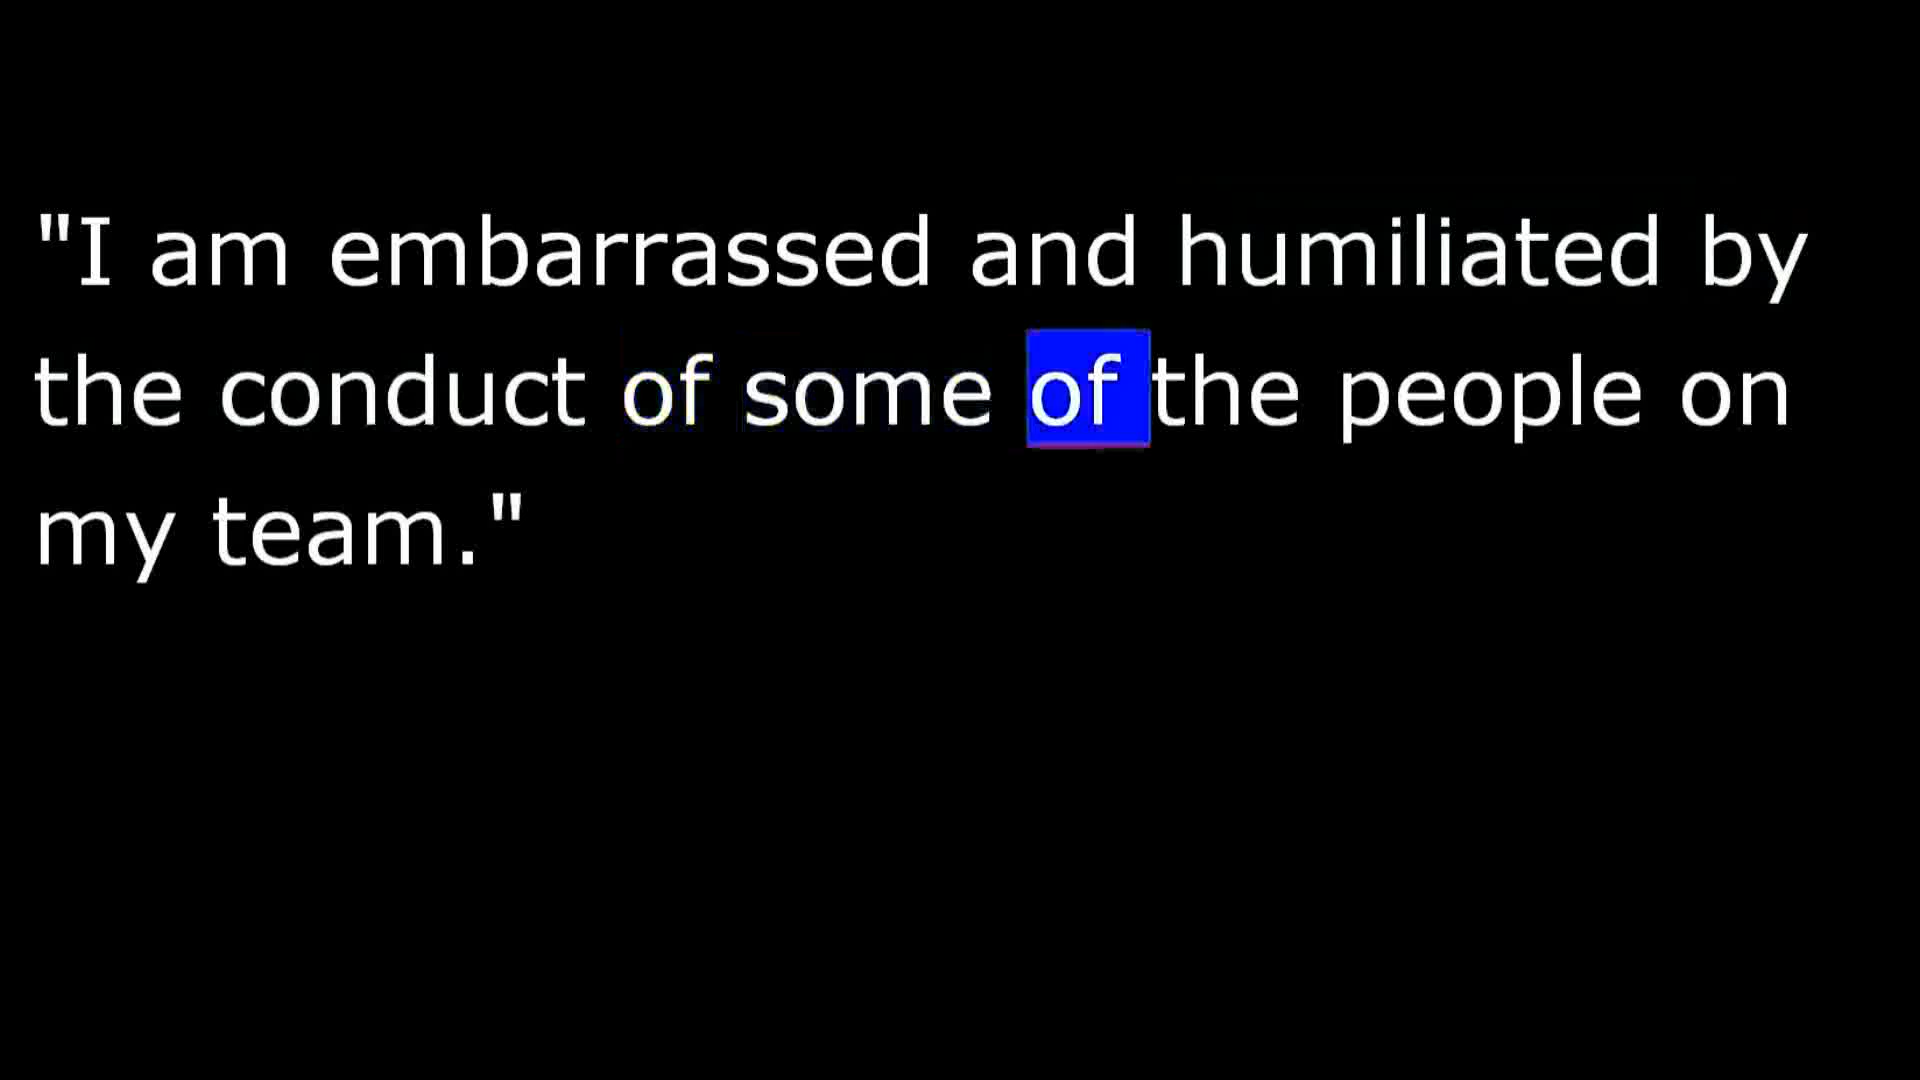 "I am embarrassed and humiliated by
the conduct of some of the people on
my team."